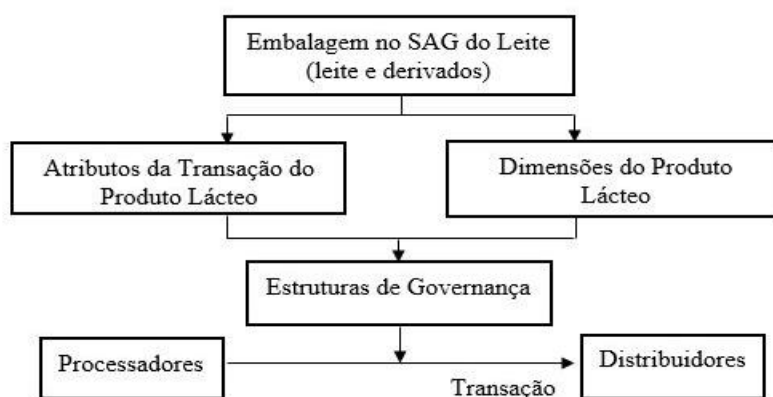 Embalagem no SAG do Leite
(leite e derivados)
Atributos da Transação do
Produto Lácteo
Dimensões do Produto
Lácteo
Estruturas de Governança
Processadores
Distribuidores
Transação